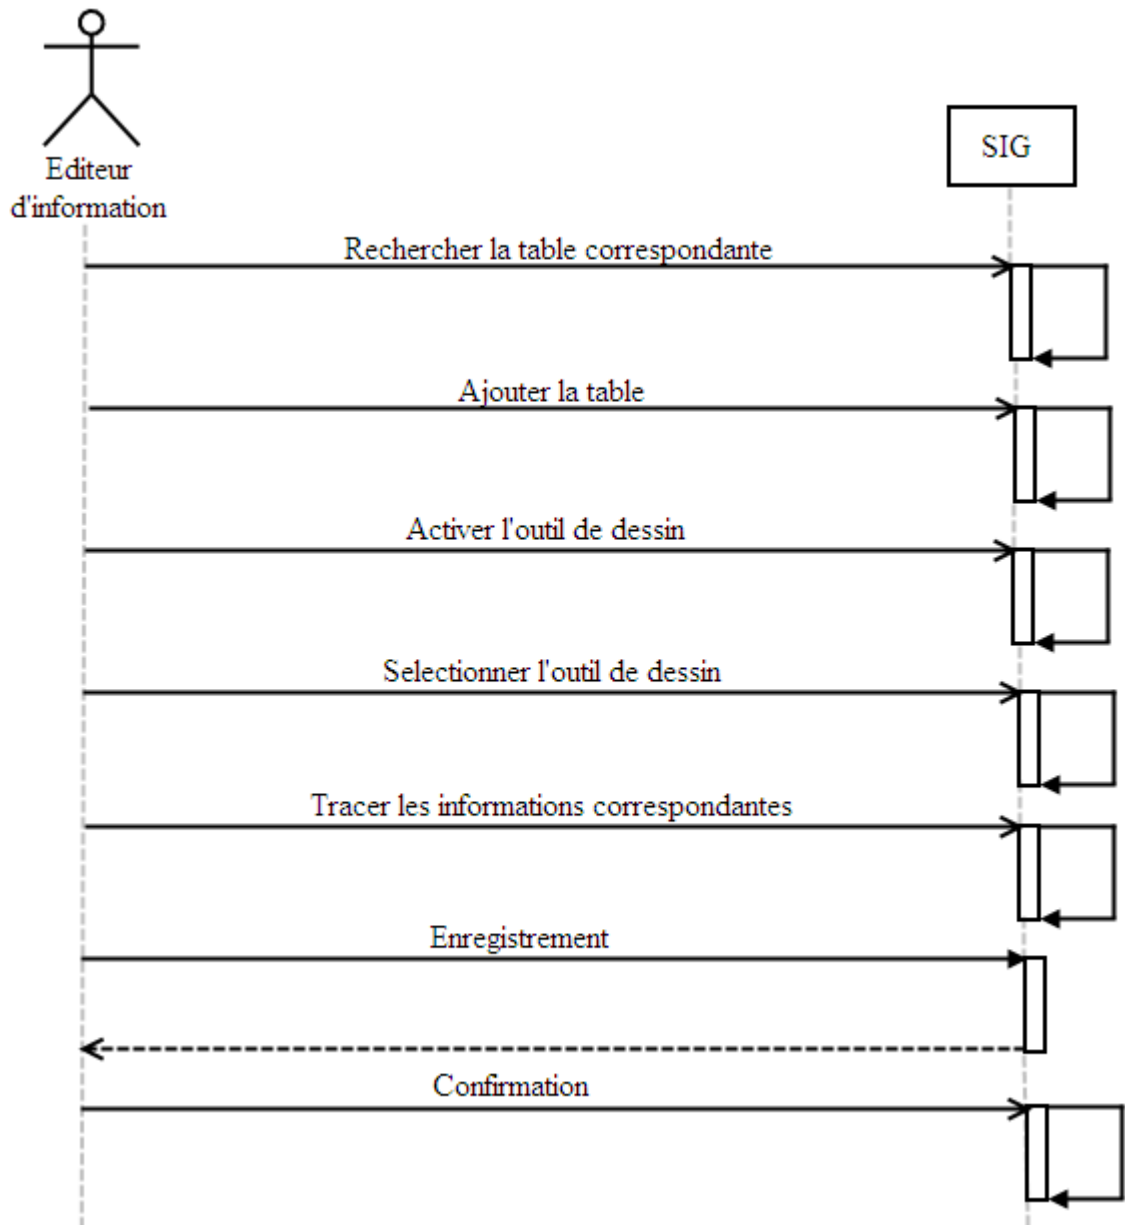 Editeur
d'information
SIG
Rechercher la table correspondante
Ajouter la table
Activer l'outil de dessin
Selectionner l'outil de dessin
Tracer les informations correspondantes
Enregistrement
Confirmation